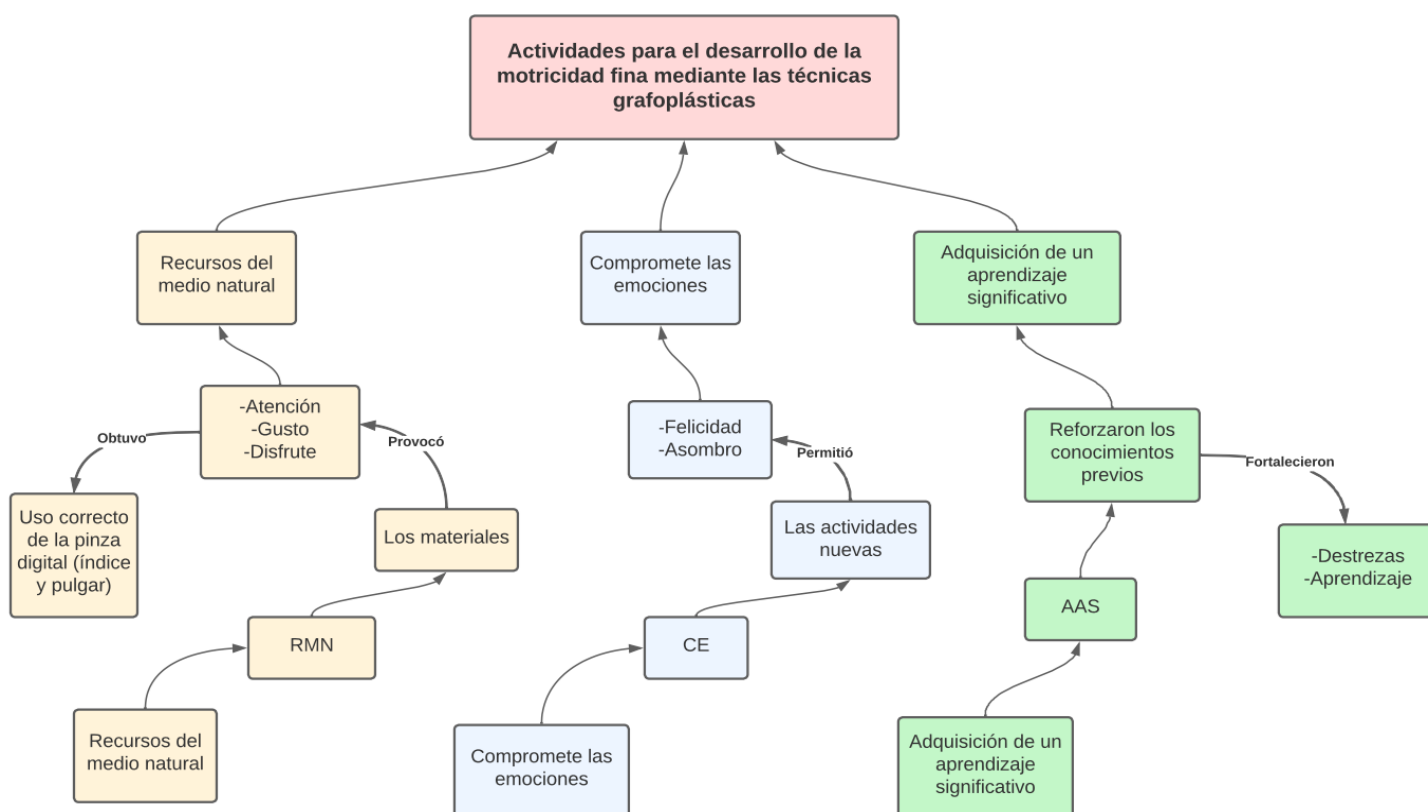 Actividades para el desarrollo de la
motricidad fina mediante las técnicas
grafoplásticas
Recursos del
medio natural
Compromete las
emociones
Adquisición de un
aprendizaje
significativo
-Atención
-Gusto
-Disfrute
Obtuvo
Provocó
-Felicidad
-Asombro
Permitió
Reforzaron los
conocimientos
previos
Fortalecieron
Uso correcto
de la pinza
digital (índice
y pulgar)
Los materiales
Las actividades
nuevas
-Destrezas
-Aprendizaje
RMN
CE
AAS
Recursos del
medio natural
Compromete las
emociones
Adquisición de un
aprendizaje
significativo